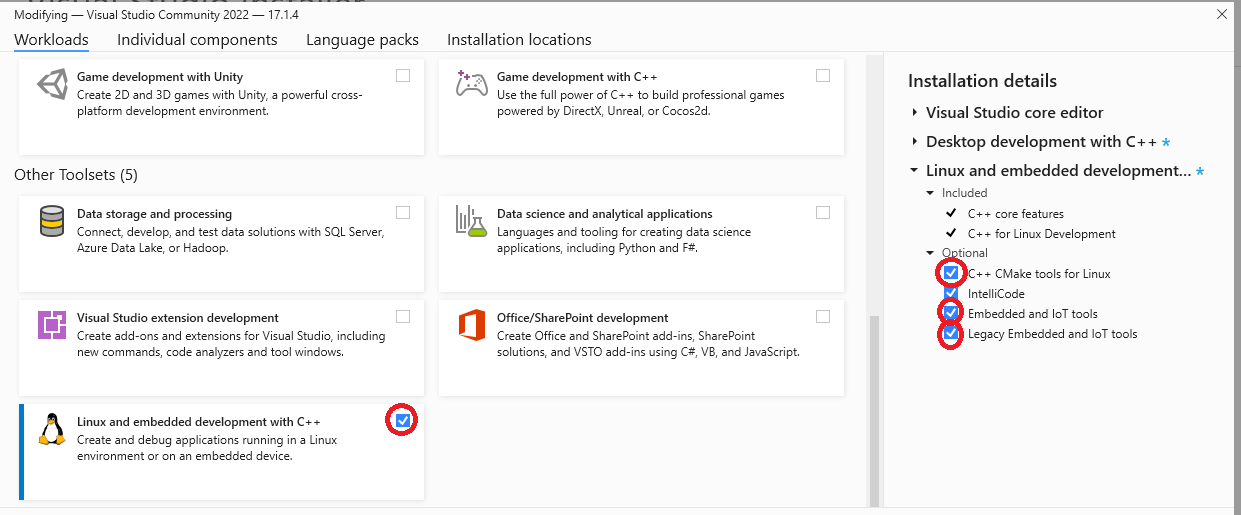 Modifying — Visual Studio Community 2022 — 17.1.4
Workloads Individual components Language packs Installation locations
Game development with Unity
Create 2D and 3D games with Unity, a powerful cross-
platform development environment.
Game development with C++
Use the full power of C++ to build professional games
powered by DirectX, Unreal, or Cocos2d.
Other Toolsets (5)
Data storage and processing
Connect, develop, and test data solutions with SQL Server,
Azure Data Lake, or Hadoop.
Data science and analytical applications
Languages and tooling for creating data science
applications, including Python and F#.
Visual Studio extension development
Create add-ons and extensions for Visual Studio, including
new commands, code analyzers and tool windows.
Office/SharePoint development
Create Office and SharePoint add-ins, SharePoint
solutions, and VSTO add-ins using C#, VB, and JavaScript.
Linux and embedded development with C++
Create and debug applications running in a Linux
environment or on an embedded device.
Installation details
Visual Studio core editor
Desktop development with C++ *
Linux and embedded development... *
Included
C++ core features
C++ for Linux Development
Optional
C++ CMake tools for Linux
IntelliCode
Embedded and IoT tools
Legacy Embedded and IoT tools